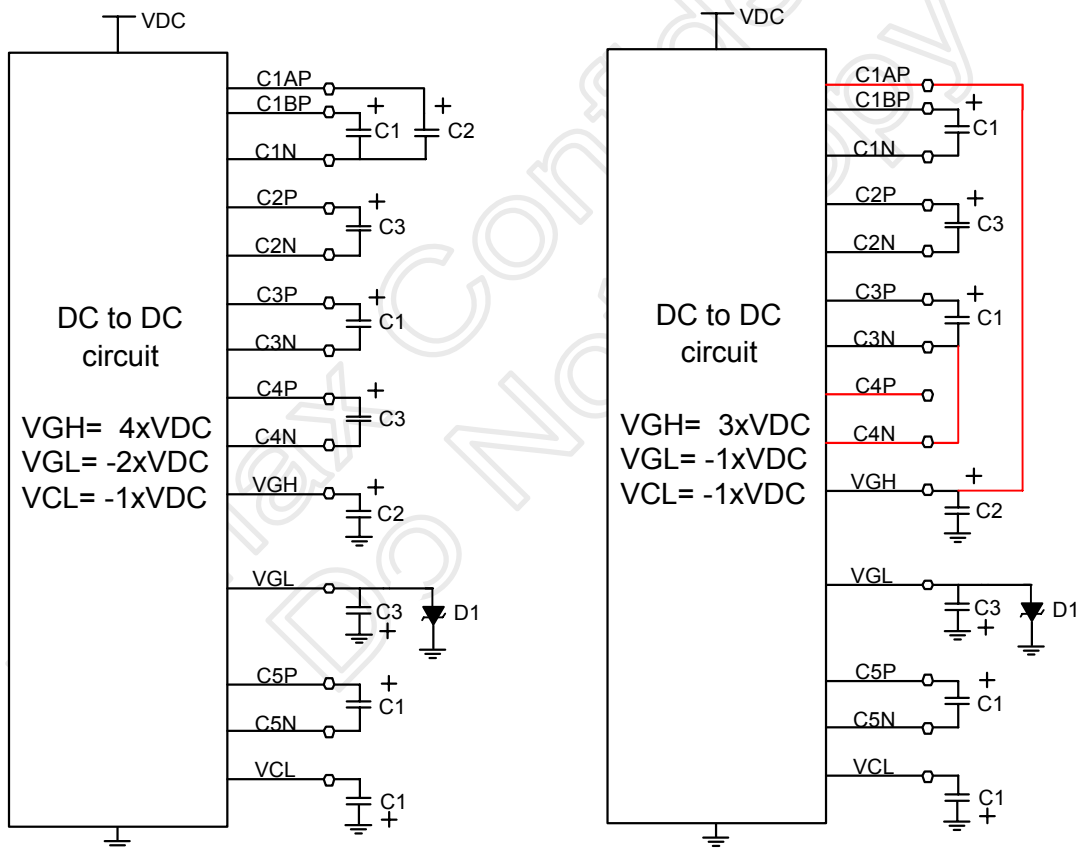 VDC
C1AP
C1BP
+
+
C1
C2
C1N
C2P
+
C3
C2N
C3P
+
C1
C3N
DC to DC
circuit
C4P
+
C3
C4N
VGH= 4xVDC
VGL= -2xVDC
VCL= -1xVDC
VGH
+
C2
VGL
C3
+
D1
C5P
+
C1
C5N
VCL
C1
+
VDC
C1AP
C1BP
+
C1
C1N
C2P
+
C3
C2N
C3P
+
C1
C3N
DC to DC
circuit
C4P
C4N
VGH= 3xVDC
VGL= -1xVDC
VCL= -1xVDC
VGH
+
C2
VGL
C3
+
D1
C5P
+
C1
C5N
VCL
C1
+